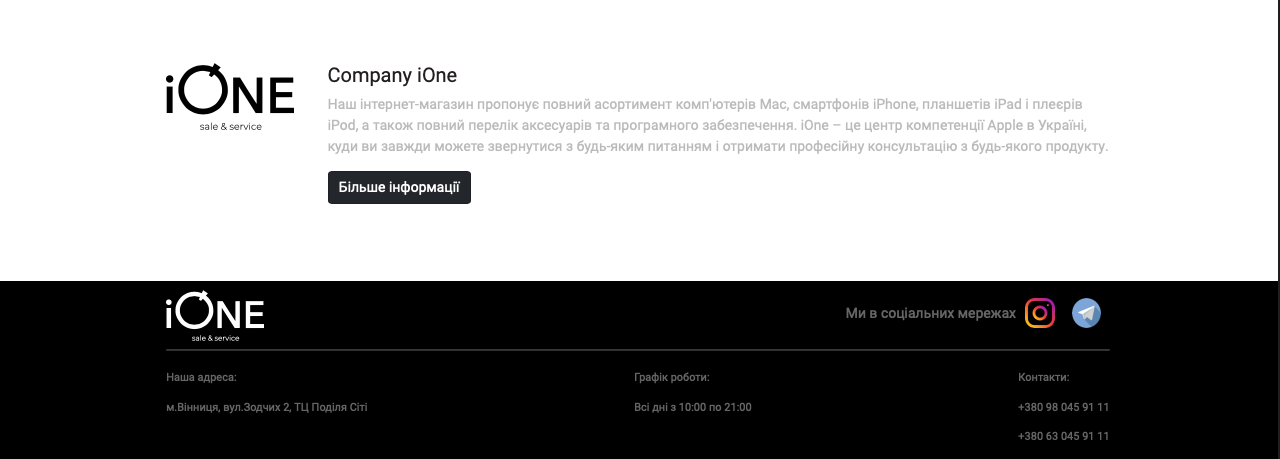 iONE
sale & service
Company iOne
Наш інтернет-магазин пропонує повний асортимент комп'ютерів Mac, смартфонів iPhone, планшетів iPad і плеєрів
iPod, а також повний перелік аксесуарів та програмного забезпечення. iOne – це центр компетенції Apple в Україні,
куди ви завжди можете звернутися з будь-яким питанням і отримати професійну консультацію з будь-якого продукту.
Більше інформації
iONE
sale & service
Ми в соціальних мережах
Наша адреса:
м.Вінниця, вул.Зодчих 2, ТЦ Поділя Сіті
Графік роботи:
Всі дні з 10:00 по 21:00
Контакти:
+380 98 045 91 11
+380 63 045 91 11